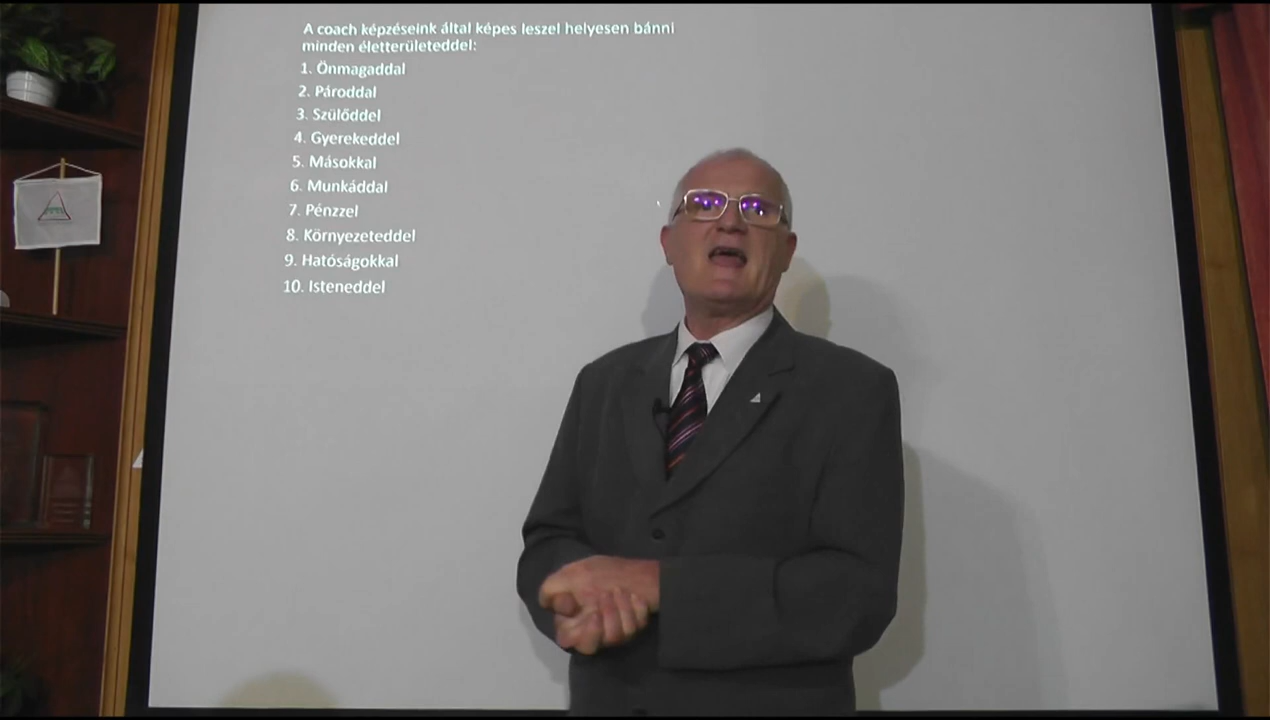 A coach képzéseink által képes leszel helyesen bánni
minden életterületeddel:
1. Önmagaddal
2. Pároddal
3. Szülőddel
4. Gyerekeddel
5. Másokkal
6. Munkáddal
7. Pénzzel
8. Környezeteddel
9. Hatóságokkal
10. Isteneddel